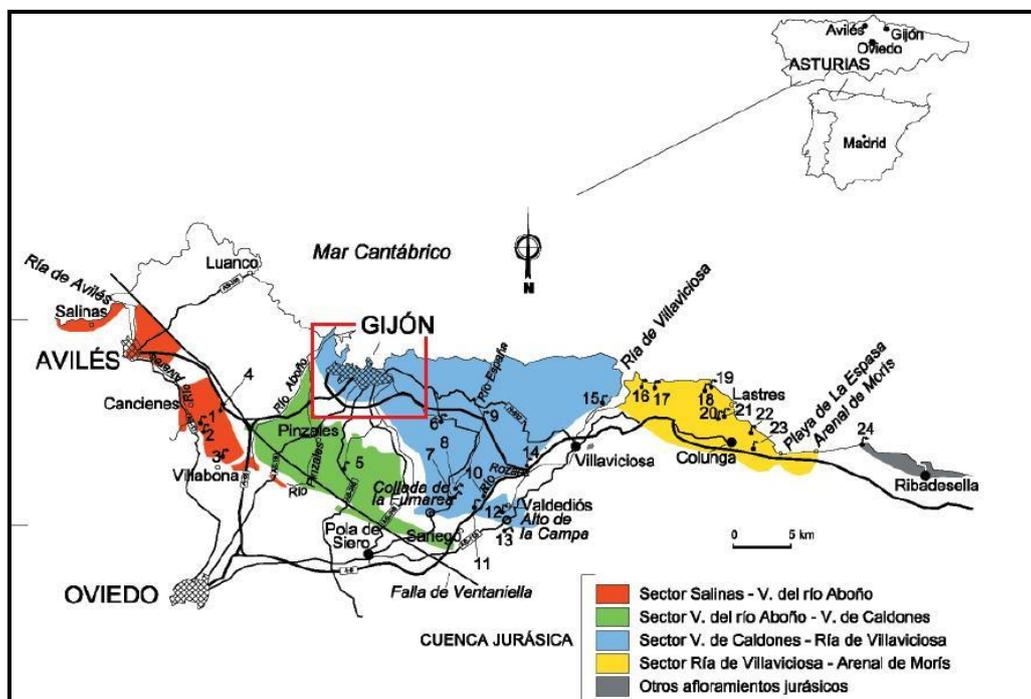 Avilés
Gijón
Oviedo
ASTURIAS
Madrid
Mar Cantábrico
N
Luanco
Ría de Avilés
Salinas
AVILÉS
GIJÓN
Río Aboño
Río España
Ría de Villaviciosa
Cancienes
4
1
2
3
Villabona
Pinzales
Pinzales
Río
5
6
7
8
9
10
14
15
16
17
18
19
20
21
22
23
24
Lastres
Playa de La Espasa
Arenal de Morís
Colunga
Ribadesella
Villaviciosa
Collada de
Pola de
Siero
Sariego
12
Valdediós
Alto de
la Campa
13
11
0
5 km
OVIEDO
Falla de Ventaniella
CUENCA JURÁSICA
Sector Salinas - V. del río Aboño
Sector V. del río Aboño - V. de Caldones
Sector V. de Caldones - Ría de Villaviciosa
Sector Ría de Villaviciosa - Arenal de Morís
Otros afloramientos jurásicos